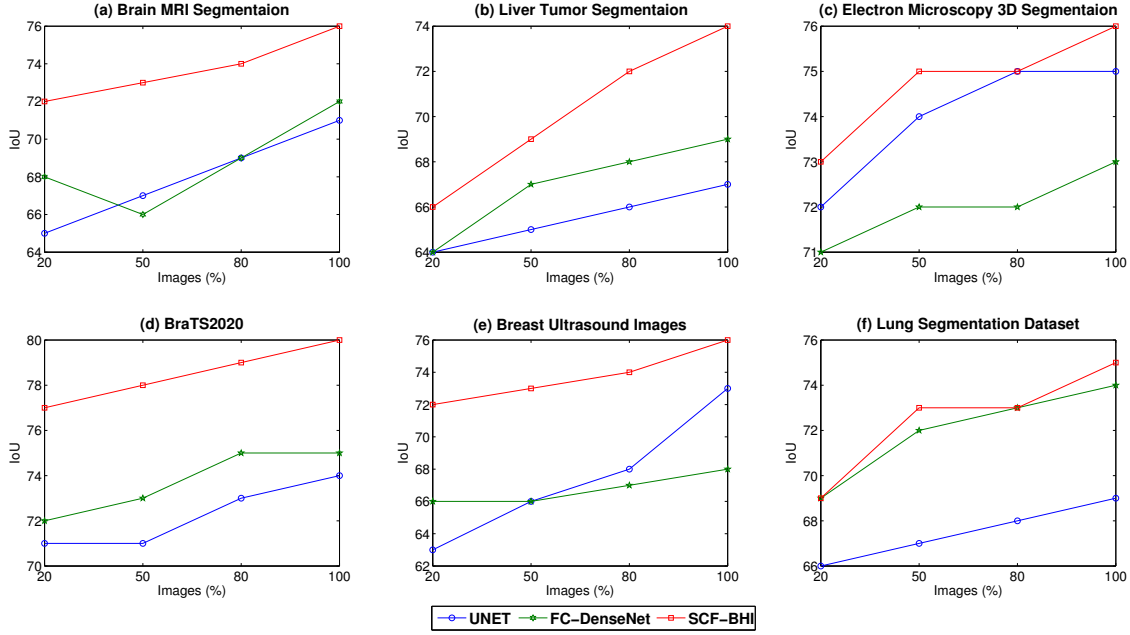 (a) Brain MRI Segmentaion
76
74
72
70
68
66
64
IoU
20 50 80 100
Images (%)
(b) Liver Tumor Segmentaion
74
72
70
68
66
64
IoU
20 50 80 100
Images (%)
(c) Electron Microscopy 3D Segmentaion
76
75
74
73
72
71
IoU
20 50 80 100
Images (%)
(d) BraTS2020
80
78
76
74
72
70
IoU
20 50 80 100
Images (%)
(e) Breast Ultrasound Images
76
74
72
70
68
66
64
62
IoU
20 50 80 100
Images (%)
(f) Lung Segmentation Dataset
76
74
72
70
68
66
IoU
20 50 80 100
Images (%)
UNET FC-DenseNet SCF-BHI